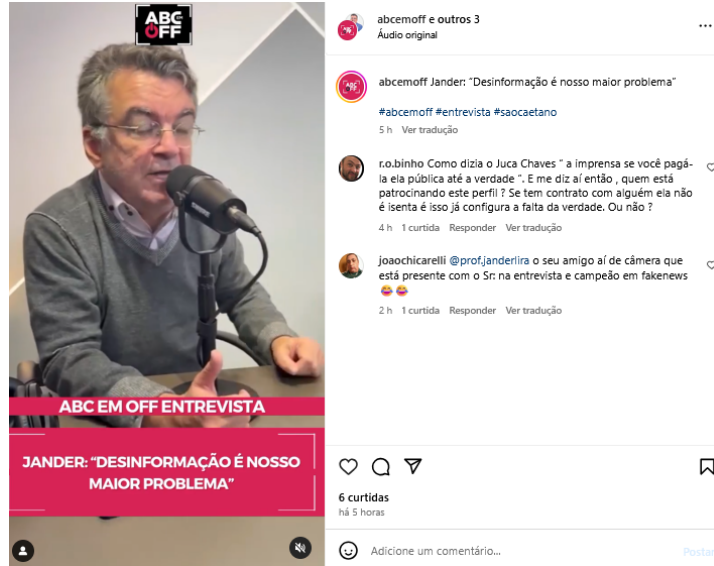 ABC
OFF
ABC EM OFF ENTREVISTA
JANDER: “DESINFORMAÇÃO É NOSSO
MAIOR PROBLEMA”
abcemoff e outros 3
Áudio original
abcemoff Jander: “Desinformação é nosso maior problema”
#abcemoff #entrevista #saocaetano
5 h Ver tradução
r.o.binho Como dizia o Juca Chaves “ a imprensa se você pagá-
la ela pública até a verdade “. E me diz aí então , quem está
patrocinando este perfil ? Se tem contrato com alguém ela não
é isenta é isso já configura a falta da verdade. Ou não ?
4 h 1 curtida Responder Ver tradução
joaochicarelli @prof.janderlira o seu amigo aí de câmera que
está presente com o Sr: na entrevista e campeão em fakenews
2 h 1 curtida Responder Ver tradução
6 curtidas
há 5 horas
Adicione um comentário...
Postar